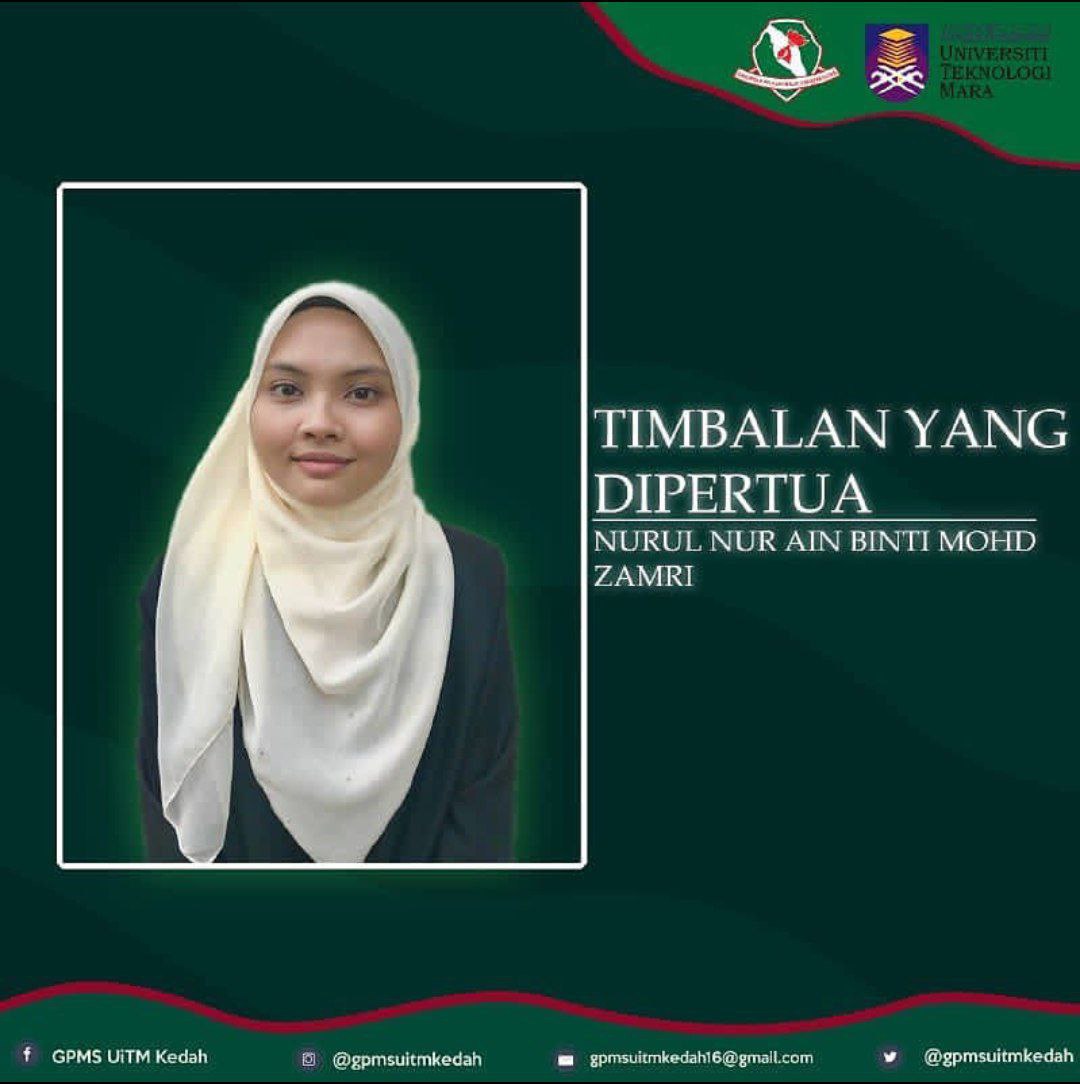 UNIVERSITI
TEKNOLOGI
MARA
TIMBALAN YANG
DIPERTUA
NURUL NUR AIN BINTI MOHD
ZAMRI
GPMS UiTM Kedah
@gpmsuitmkedah
gpmsuitmkedah16@gmail.com
@gpmsuitmkedah